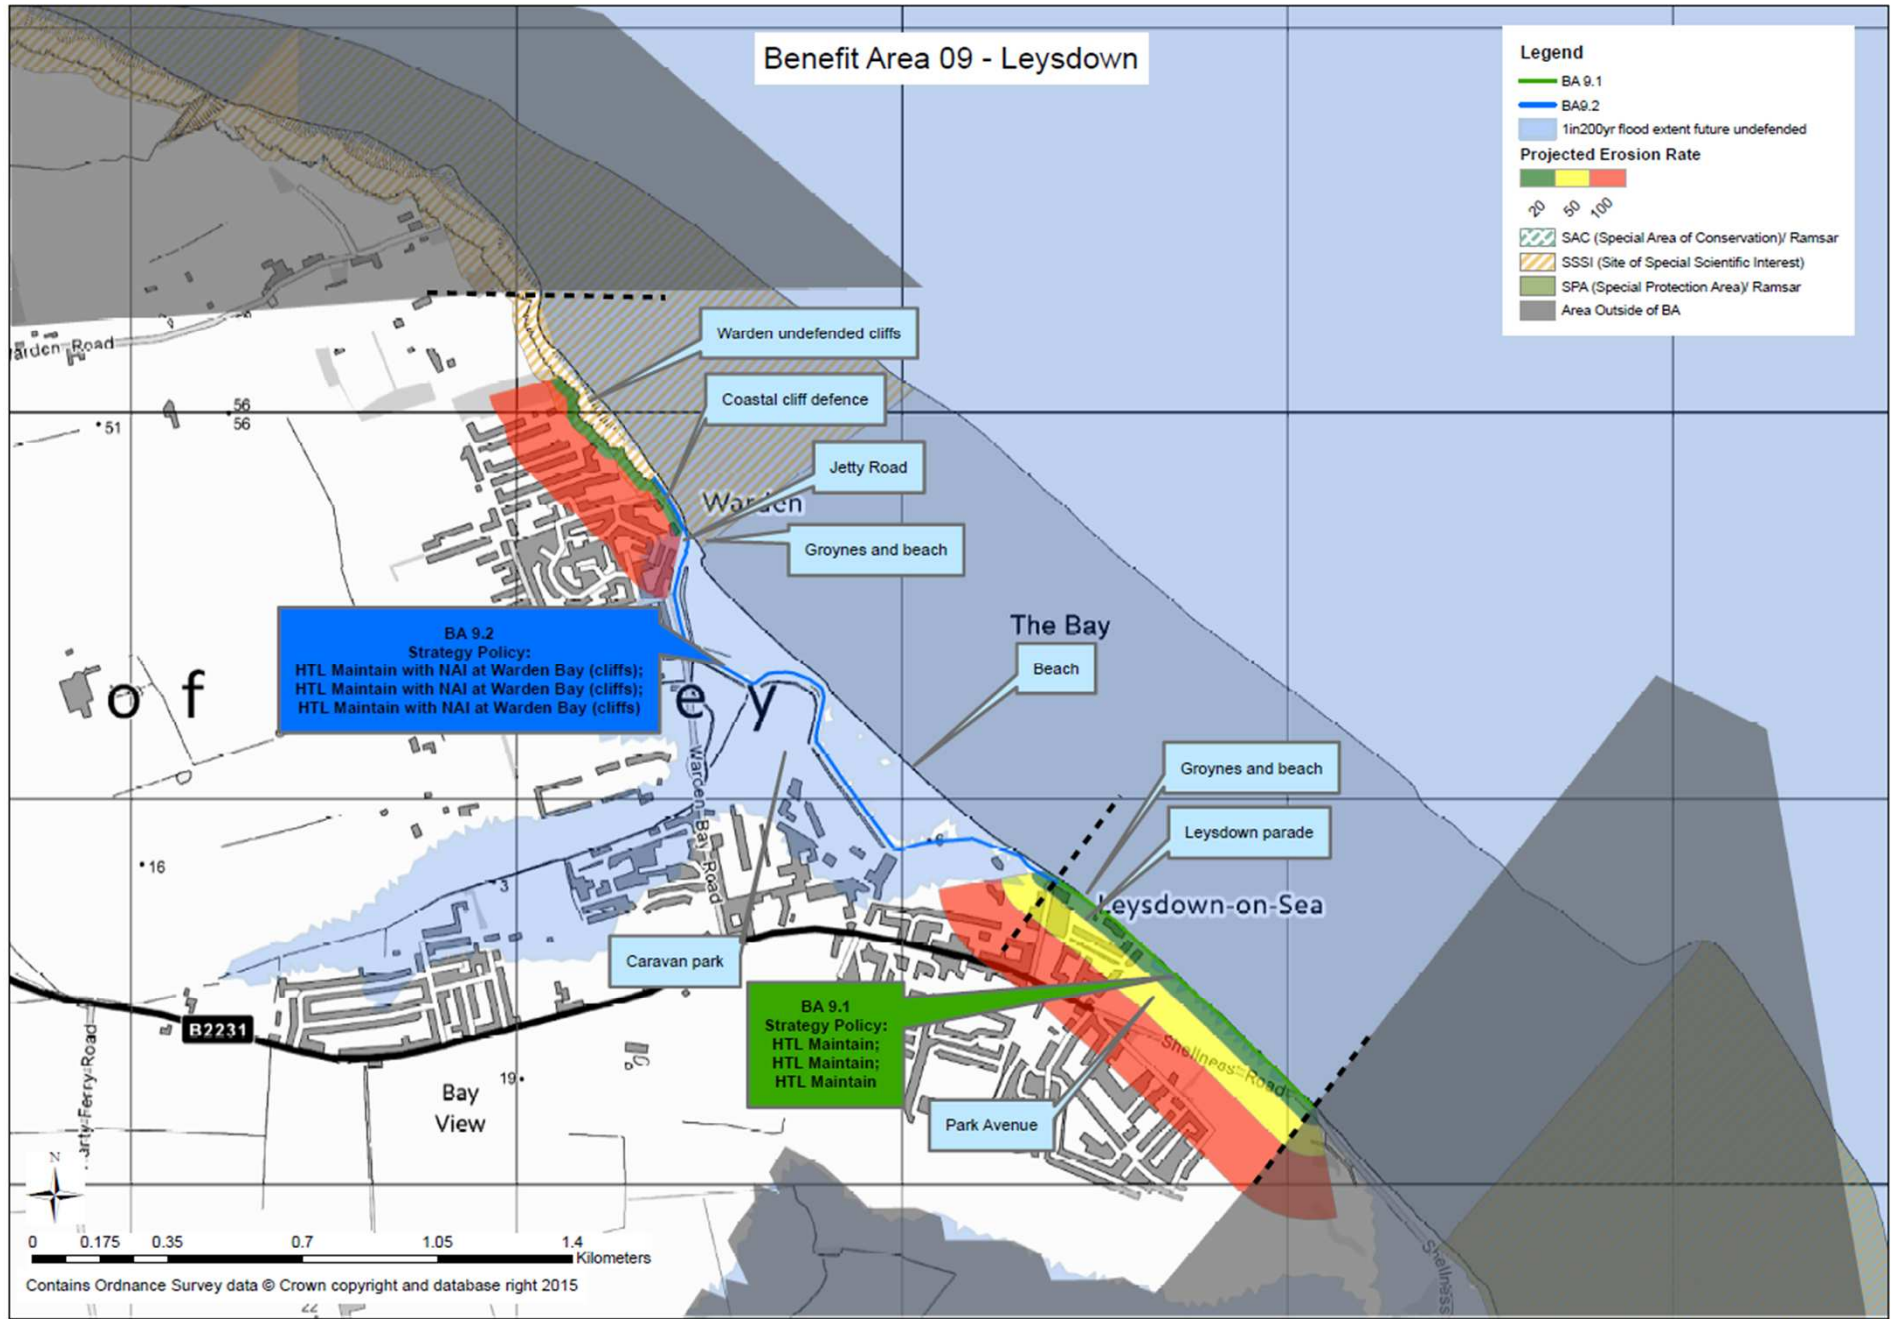 Benefit Area 09 - Leysdown
Legend
BA 9.1
BA9.2
1in200yr flood extent future undefended
Projected Erosion Rate
20 50 100
SAC (Special Area of Conservation)/ Ramsar
SSSI (Site of Special Scientific Interest)
SPA (Special Protection Area)/ Ramsar
Area Outside of BA
Warden undefended cliffs
Road
Coastal cliff defence
56
56
51
Jetty Road
Warden
Groynes and beach
BA 9.2
Strategy Policy:
HTL Maintain with NAI at Warden Bay (cliffs);
HTL Maintain with NAI at Warden Bay (cliffs);
HTL Maintain with NAI at Warden Bay (cliffs)
The Bay
Beach
o f
e y
Warden Bay Road
Groynes and beach
Leysdown parade
6
16
3
Leysdown-on-Sea
Caravan park
BA 9.1
Strategy Policy:
HTL Maintain;
HTL Maintain;
HTL Maintain
B2231
Shellness Road
19
Bay
View
Park Avenue
Ferry Road
N
0 0.175 0.35 0.7 1.05 1.4
Kilometers
Shellness
Contains Ordnance Survey data © Crown copyright and database right 2015